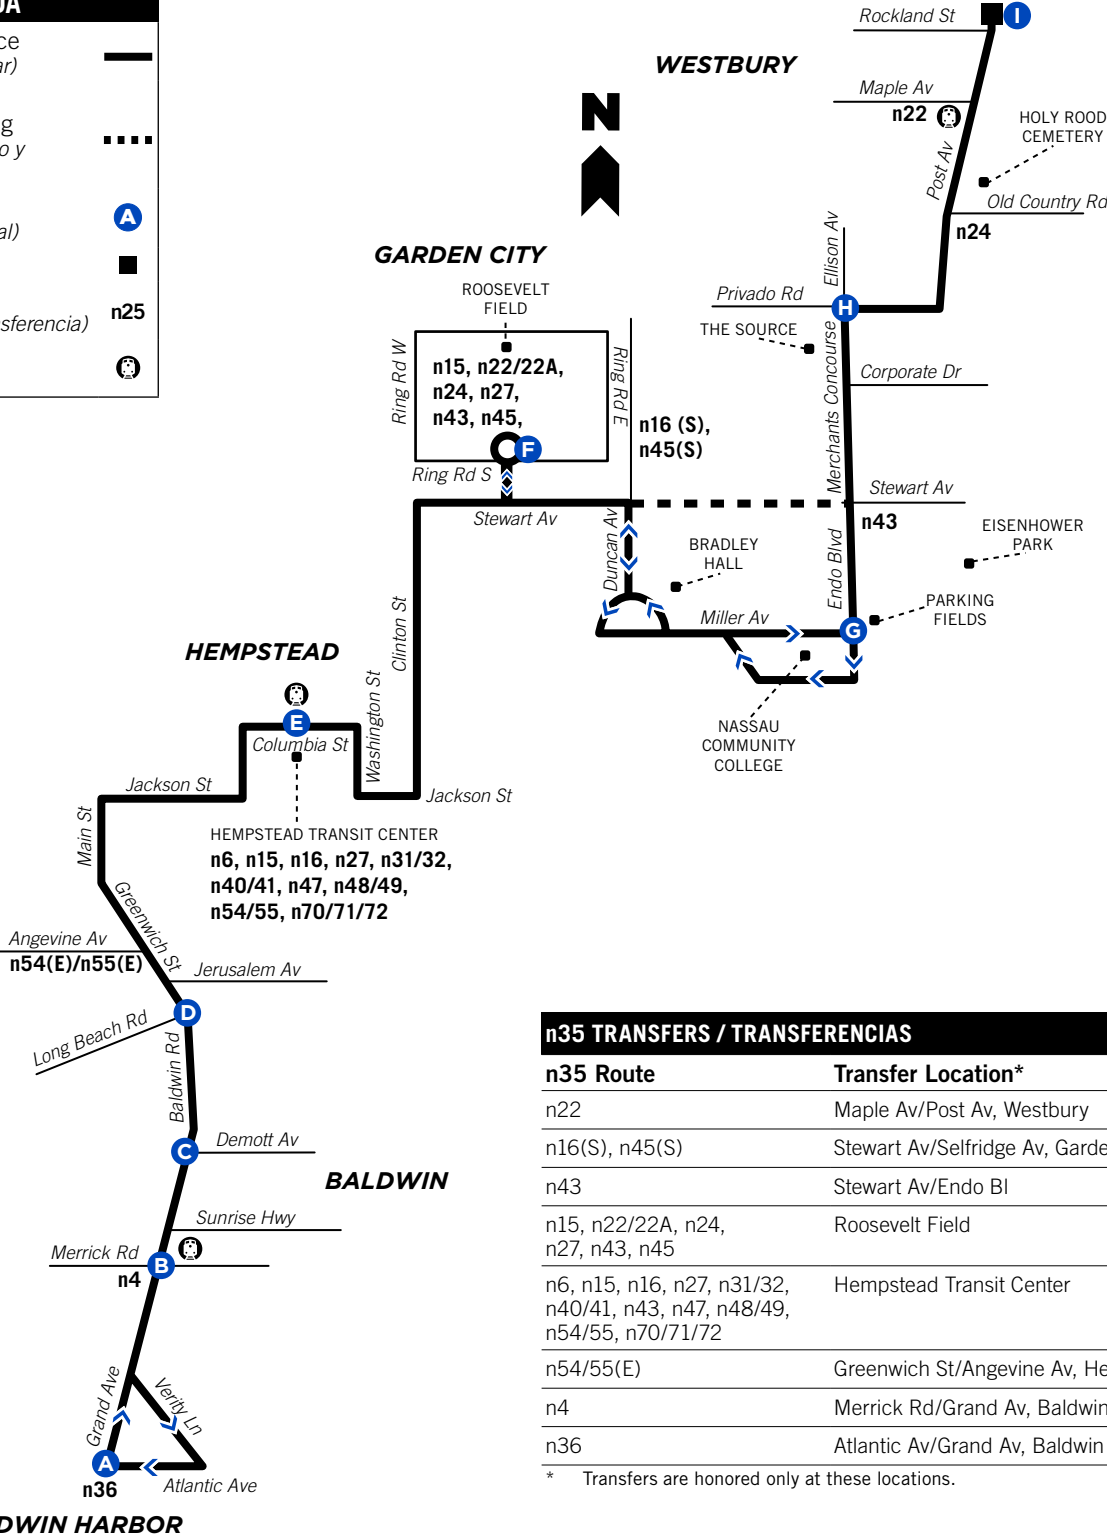 Rockland St
I
WESTBURY
Maple Av
n22
HOLY ROOD
CEMETERY
N
Post Av
Old Country Rd
n24
Ellison Av
Privado Rd
H
THE SOURCE
Merchants Concourse
Corporate Dr
A
n25
GARDEN CITY
ROOSEVELT
FIELD
Ring Rd W
n15, n22/22A,
n24, n27,
n43, n45,
F
Ring Rd E
n16 (S),
n45(S)
Ring Rd S
Stewart Av
Stewart Av
n43
Duncan Av
BRADLEY
HALL
Endo Blvd
EISENHOWER
PARK
PARKING
FIELDS
Miller Av
G
NASSAU
COMMUNITY
COLLEGE
Clinton St
HEMPSTEAD
E
Columbia St
Washington St
Jackson St
Jackson St
Main St
HEMPSTEAD TRANSIT CENTER
n6, n15, n16, n27, n31/32,
n40/41, n47, n48/49,
n54/55, n70/71/72
Greenwich St
Angevine Av
n54(E)/n55(E)
Jerusalem Av
D
Long Beach Rd
Baldwin Rd
C
Demott Av
BALDWIN
Sunrise Hwy
Merrick Rd
B
n4
Grand Ave
Verity Ln
A
n36
Atlantic Ave
DWIN HARBOR
n35 TRANSFERS / TRANSFERENCIAS
n35 Route Transfer Location*
n22 Maple Av/Post Av, Westbury
n16(S), n45(S) Stewart Av/Selfridge Av, Garde
n43 Stewart Av/Endo Bl
n15, n22/22A, n24, Roosevelt Field
n27, n43, n45
n6, n15, n16, n27, n31/32, Hempstead Transit Center
n40/41, n43, n47, n48/49,
n54/55, n70/71/72
n54/55(E) Greenwich St/Angevine Av, He
n4 Merrick Rd/Grand Av, Baldwin
n36 Atlantic Av/Grand Av, Baldwin
* Transfers are honored only at these locations.